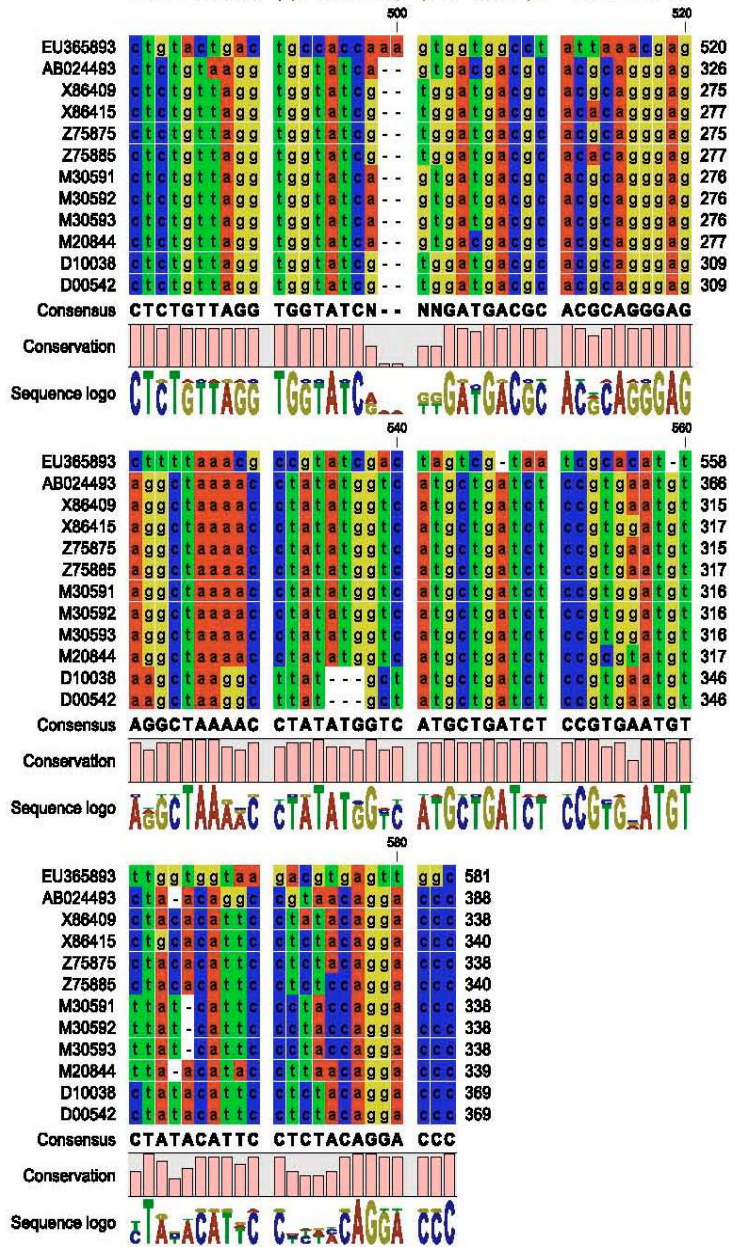 500 520
EU365893 ctgtactgac tgccaccaaa gtggtggcct attaaacgag 520
AB024493 ctctgtaagg tggtatca-- gtgacgacgc acgcagggag 326
X86409 ctctgttagg tggtatcg-- tggatgacgc acgcagggag 275
X86415 ctctgttagg tggtatcg-- tggatgacgc acacagggag 277
Z75875 ctctgttagg tggtatcg-- tggatgacgc acgcagggag 275
Z75885 ctctgttagg tggtatcg-- tggatgacgc acacagggag 277
M30591 ctctgttagg tggtatca-- gtgatgacgc acgcagggag 276
M30592 ctctgttagg tggtatca-- gtgatgacgc acgcagggag 276
M30593 ctctgttagg tggtatca-- gtgatgacgc acgcagggag 276
M20844 ctctgttagg tggtatca-- gtgacgacgc acgcagggag 277
D10038 ctctgttagg tggtatcg-- tggatgacgc acgcagggag 309
D00542 ctctgttagg tggtatcg-- tggatgacgc acgcagggag 309
Consensus CTCTGTTAGG TGGTATCN-- NNGATGACGC ACGCAGGGAG
Conservation
Sequence logo
540 560
EU365893 cttttaaacg ccgtatcgac tagtcg-taa tcgcacat-t 558
AB024493 aggctaaaac ctatatggtc atgctgatct ccgtgaatgt 366
X86409 aggctaaaac ctatatggtc atgctgatct ccgtgaatgt 315
X86415 aggctaaaac ctatatggtc atgctgatct ccgtggatgt 317
Z75875 aggctaaaac ctatatggtc atgctgatct ccgtgaatgt 315
Z75885 aggctaaaac ctatatggtc atgctgatct ccgtgaatgt 317
M30591 aggctaaaac ctatatggtc atgctgatct ccgtggatgt 316
M30592 aggctaaaac ctatatggtc atgctgatct ccgtggatgt 316
M30593 aggctaaaac ctatatggtc atgctgatct ccgtggatgt 316
M20844 aggctaaaac ctatatggtc atgctgatct ccgcgtatgt 317
D10038 aagctaaggc ttat---gct atgctgatct ccgtgaatgt 346
D00542 aagctaaggc ttat---gct atgctgatct ccgtgaatgt 346
Consensus AGGCTAAAAC CTATATGGTC ATGCTGATCT CCGTGAATGT
Conservation
Sequence logo
580
EU365893 ttggtggtaa gacgtgagtt ggc 581
AB024493 cta-acaggc cgtaacagga ccc 388
X86409 ctacacattc ctatacagga ccc 338
X86415 ctgcacattc ctctacagga ccc 340
Z75875 ctacacattc ctctacagga ccc 338
Z75885 ctacacattc ctctccagga ccc 340
M30591 ttat-cattc cctaccagga ccc 338
M30592 ttat-cattc cctaccagga ccc 338
M30593 ttat-cattc cctaccagga ccc 338
M20844 tta-acatac cttaacagga ccc 339
D10038 ctatacattc ctctacagga ccc 369
D00542 ctatacattc ctctacagga ccc 369
Consensus CTATACATTC CTCTACAGGA CCC
Conservation
Sequence logo